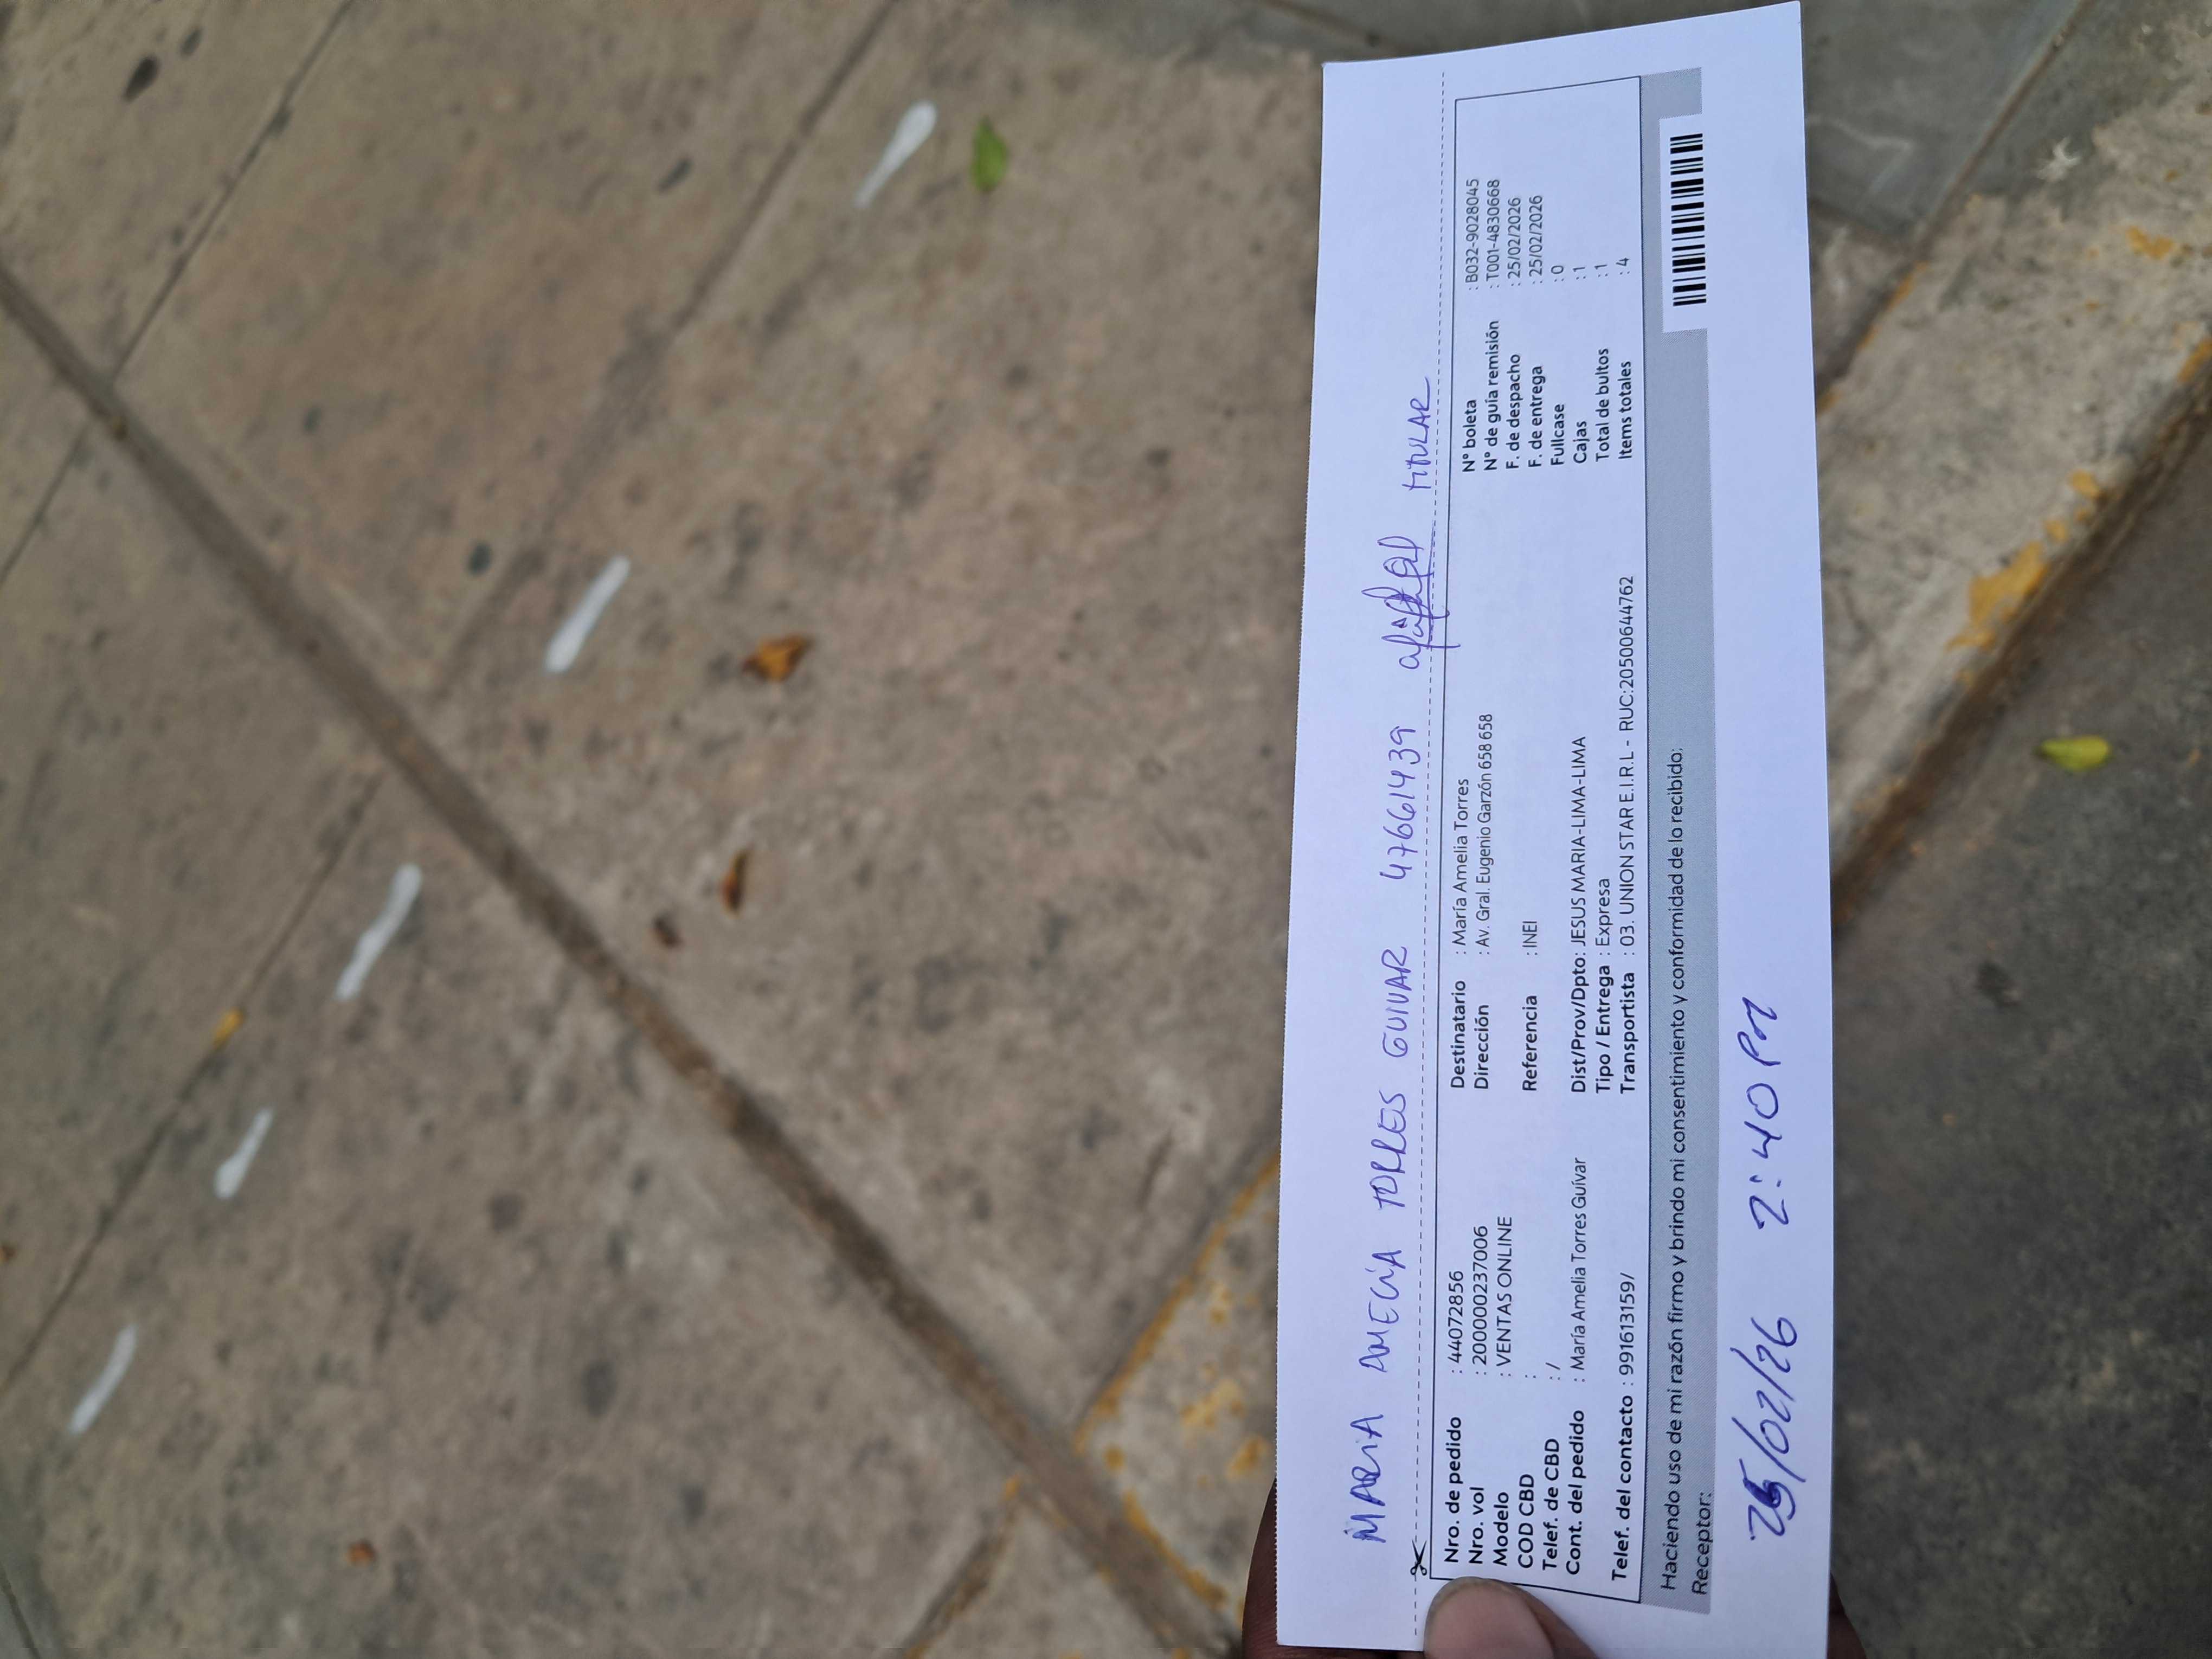 MARIA AMELIA TORRES GUIVAR 47661439 TITULAR
Nro. de pedido : 44072856
Nro. vol : 200000237006
Modelo : VENTAS ONLINE
COD CBD :
Telef. de CBD : /
Cont. del pedido : María Amelia Torres Guívar
Telef. del contacto : 991613159/
Destinatario : María Amelia Torres
Dirección : Av. Gral. Eugenio Garzón 658 658
Referencia : INEI
Dist/Prov/Dpto: JESUS MARIA-LIMA-LIMA
Tipo / Entrega : Expresa
Transportista : 03. UNION STAR E.I.R.L - RUC:20500644762
N° boleta : B032-9028045
N° de guía remisión : T001-4830668
F. de despacho : 25/02/2026
F. de entrega : 25/02/2026
Fullcase : 0
Cajas : 1
Total de bultos : 1
Items totales : 4
Haciendo uso de mi razón firmo y brindo mi consentimiento y conformidad de lo recibido:
Receptor:
25/02/26 2:40 PM